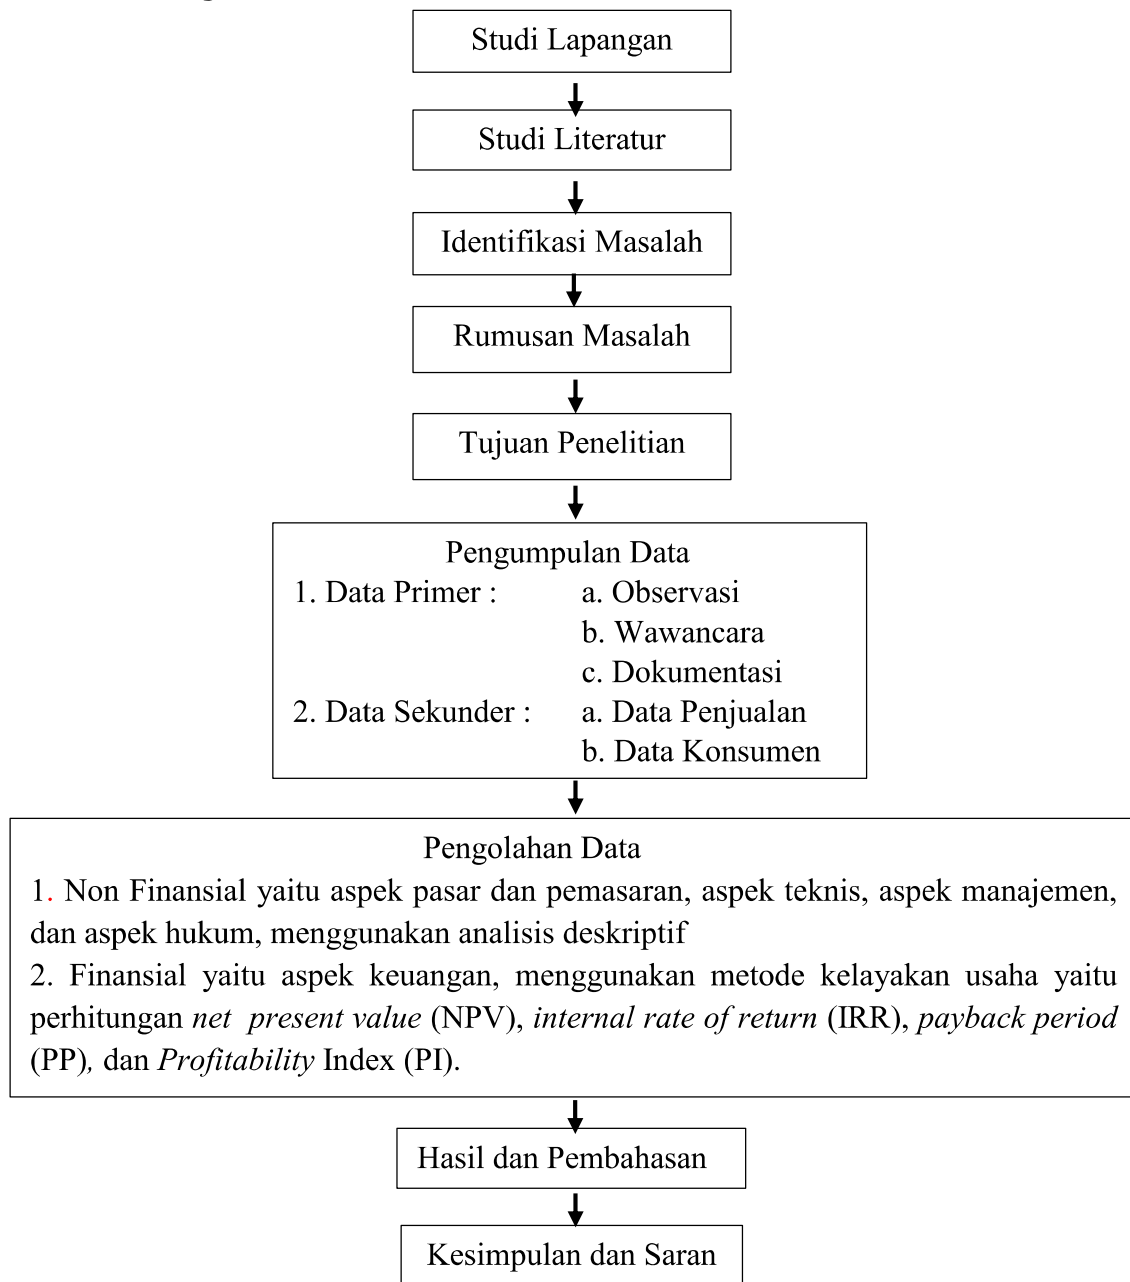 Studi Lapangan
Studi Literatur
Identifikasi Masalah
Rumusan Masalah
Tujuan Penelitian
Pengumpulan Data
1. Data Primer : a. Observasi
b. Wawancara
c. Dokumentasi
2. Data Sekunder : a. Data Penjualan
b. Data Konsumen
Pengolahan Data
1. Non Finansial yaitu aspek pasar dan pemasaran, aspek teknis, aspek manajemen,
dan aspek hukum, menggunakan analisis deskriptif
2. Finansial yaitu aspek keuangan, menggunakan metode kelayakan usaha yaitu
perhitungan net present value (NPV), internal rate of return (IRR), payback period
(PP), dan Profitability Index (PI).
Hasil dan Pembahasan
Kesimpulan dan Saran